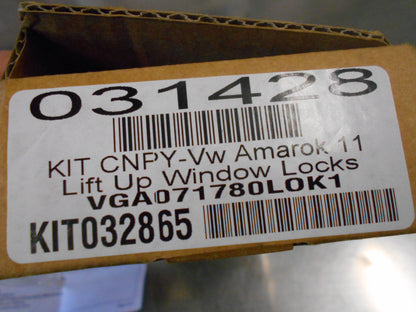 031428
KIT CNPY-Vw Amarok 11
Lift Up Window Locks
VGA071780LOK1
KIT032865